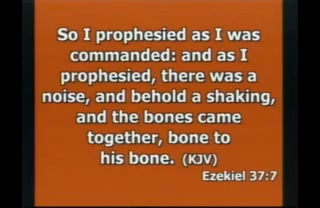 So I prophesied as I was
commanded: and as I
prophesied, there was a
noise, and behold a shaking,
and the bones came
together, bone to
his bone. (KJV)
Ezekiel 37:7